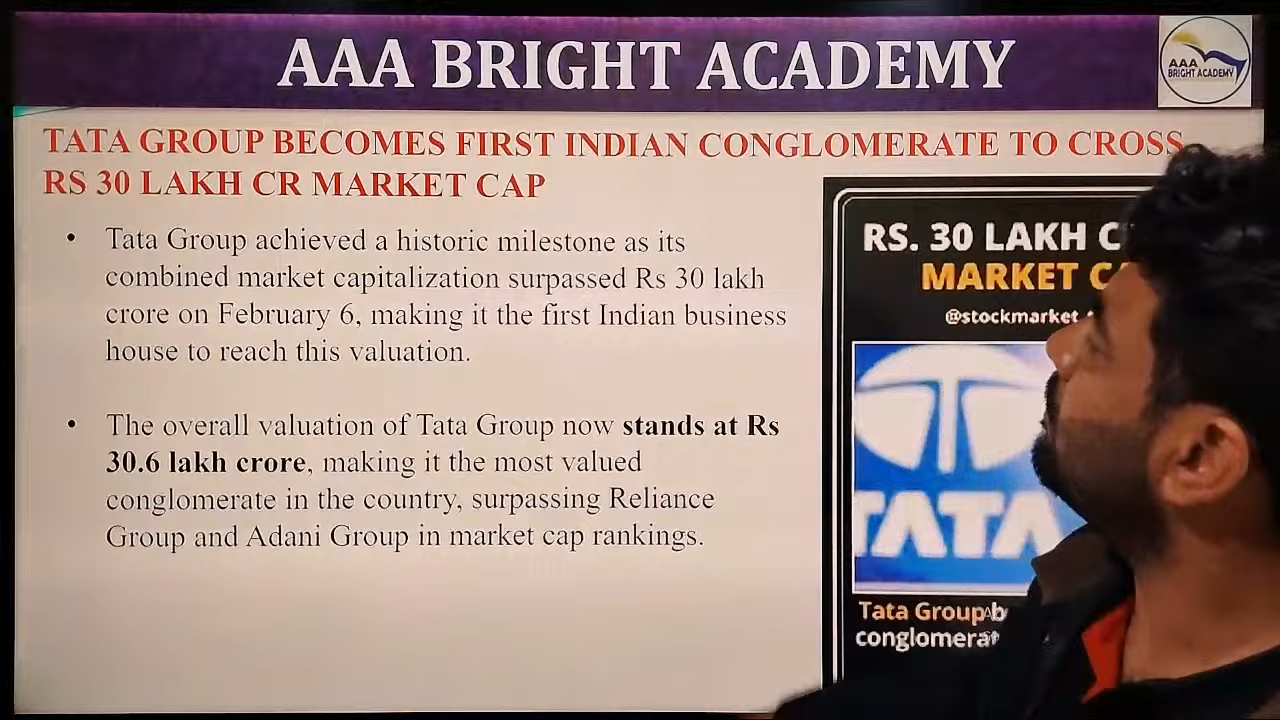 AAA BRIGHT ACADEMY
AAA
BRIGHT ACADEMY
TATA GROUP BECOMES FIRST INDIAN CONGLOMERATE TO CROSS
RS 30 LAKH CR MARKET CAP
• Tata Group achieved a historic milestone as its
combined market capitalization surpassed Rs 30 lakh
crore on February 6, making it the first Indian business
house to reach this valuation.
• The overall valuation of Tata Group now stands at Rs
30.6 lakh crore, making it the most valued
conglomerate in the country, surpassing Reliance
Group and Adani Group in market cap rankings.
RS. 30 LAKH
MARKET
TATA
Tata Group